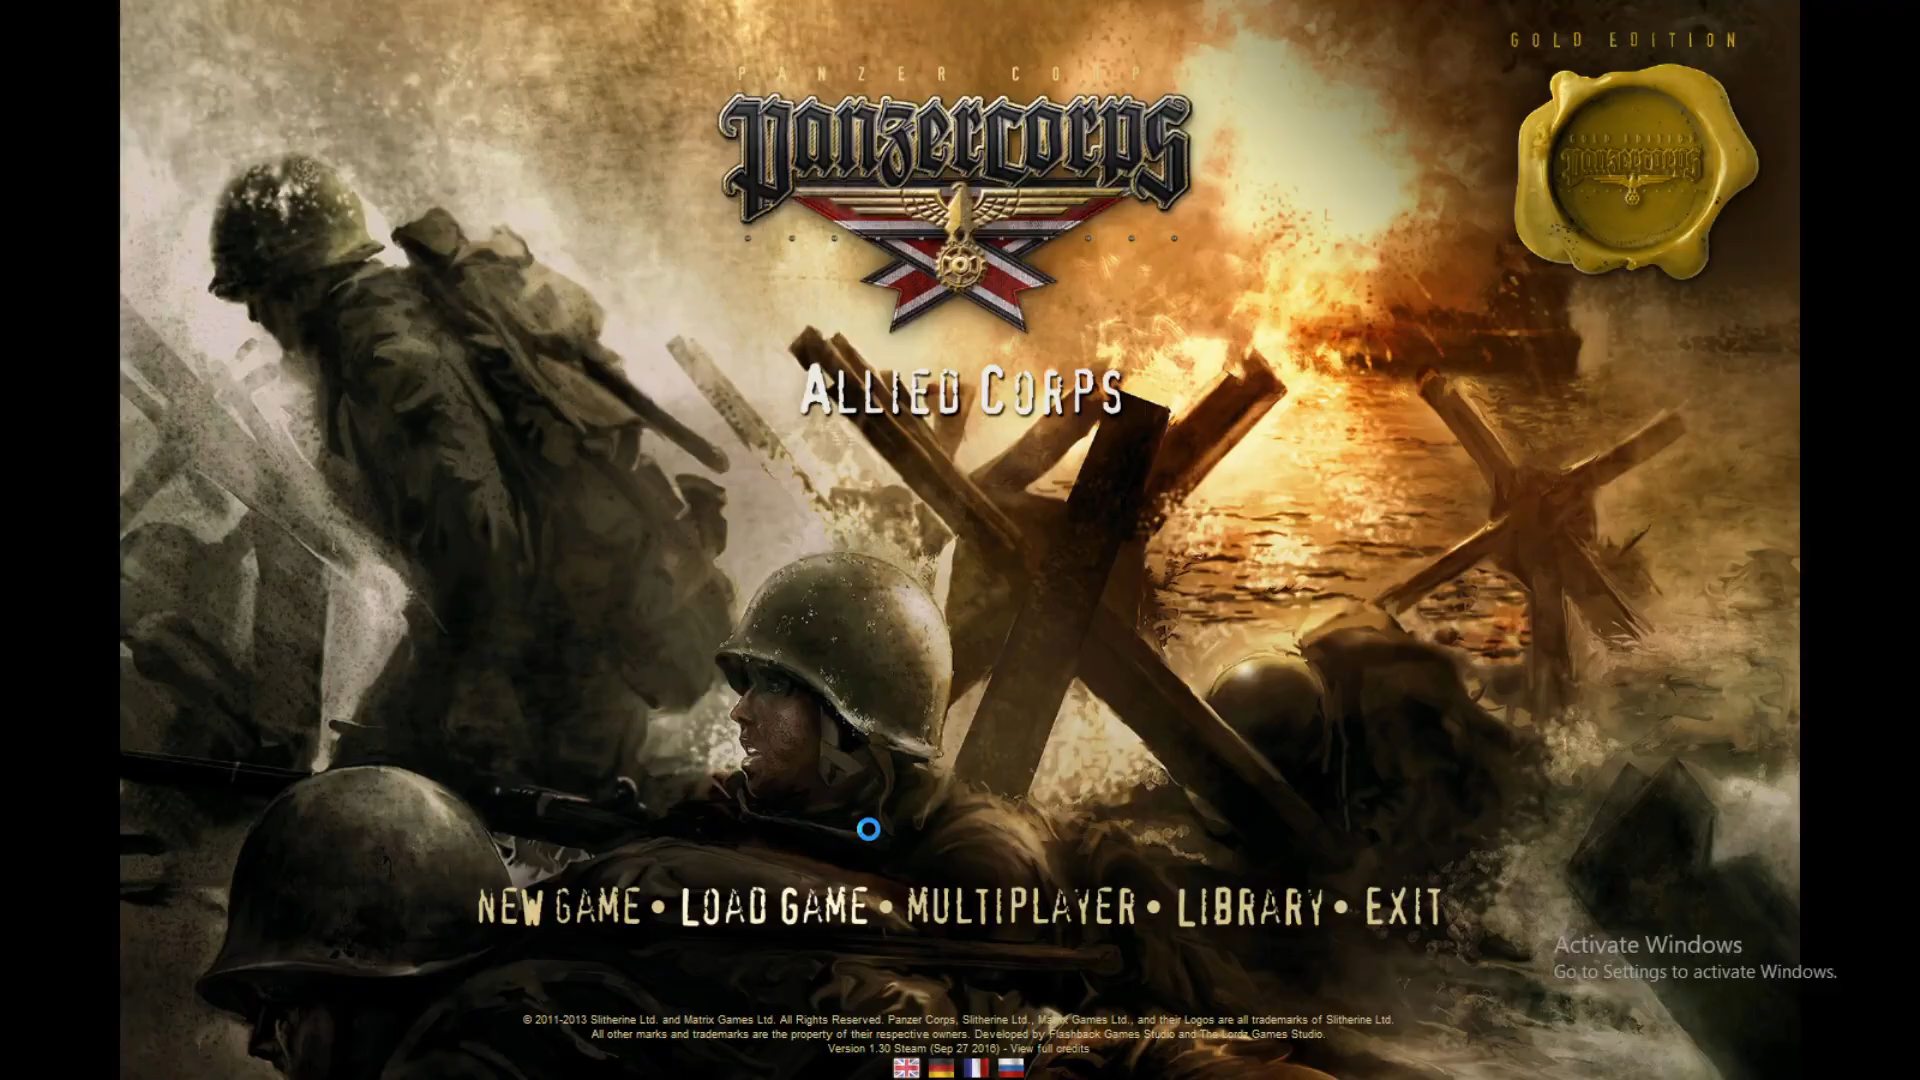 GOLD EDITION
PANZER CORP
panzercorps
GOLD EDITION
panzercorps
ALLIED CORPS
NEW GAME • LOAD GAME • MULTIPLAYER • LIBRARY • EXIT
Activate Windows
Go to Settings to activate Windows.
© 2011-2013 Slitherine Ltd. and Matrix Games Ltd. All Rights Reserved. Panzer Corps, Slitherine Ltd., Matrix Games Ltd., and their Logos are all trademarks of Slitherine Ltd.
All other marks and trademarks are the property of their respective owners. Developed by Flashback Games Studio and The Lordz Games Studio.
Version 1.30 Steam (Sep 27 2016) - View full credits